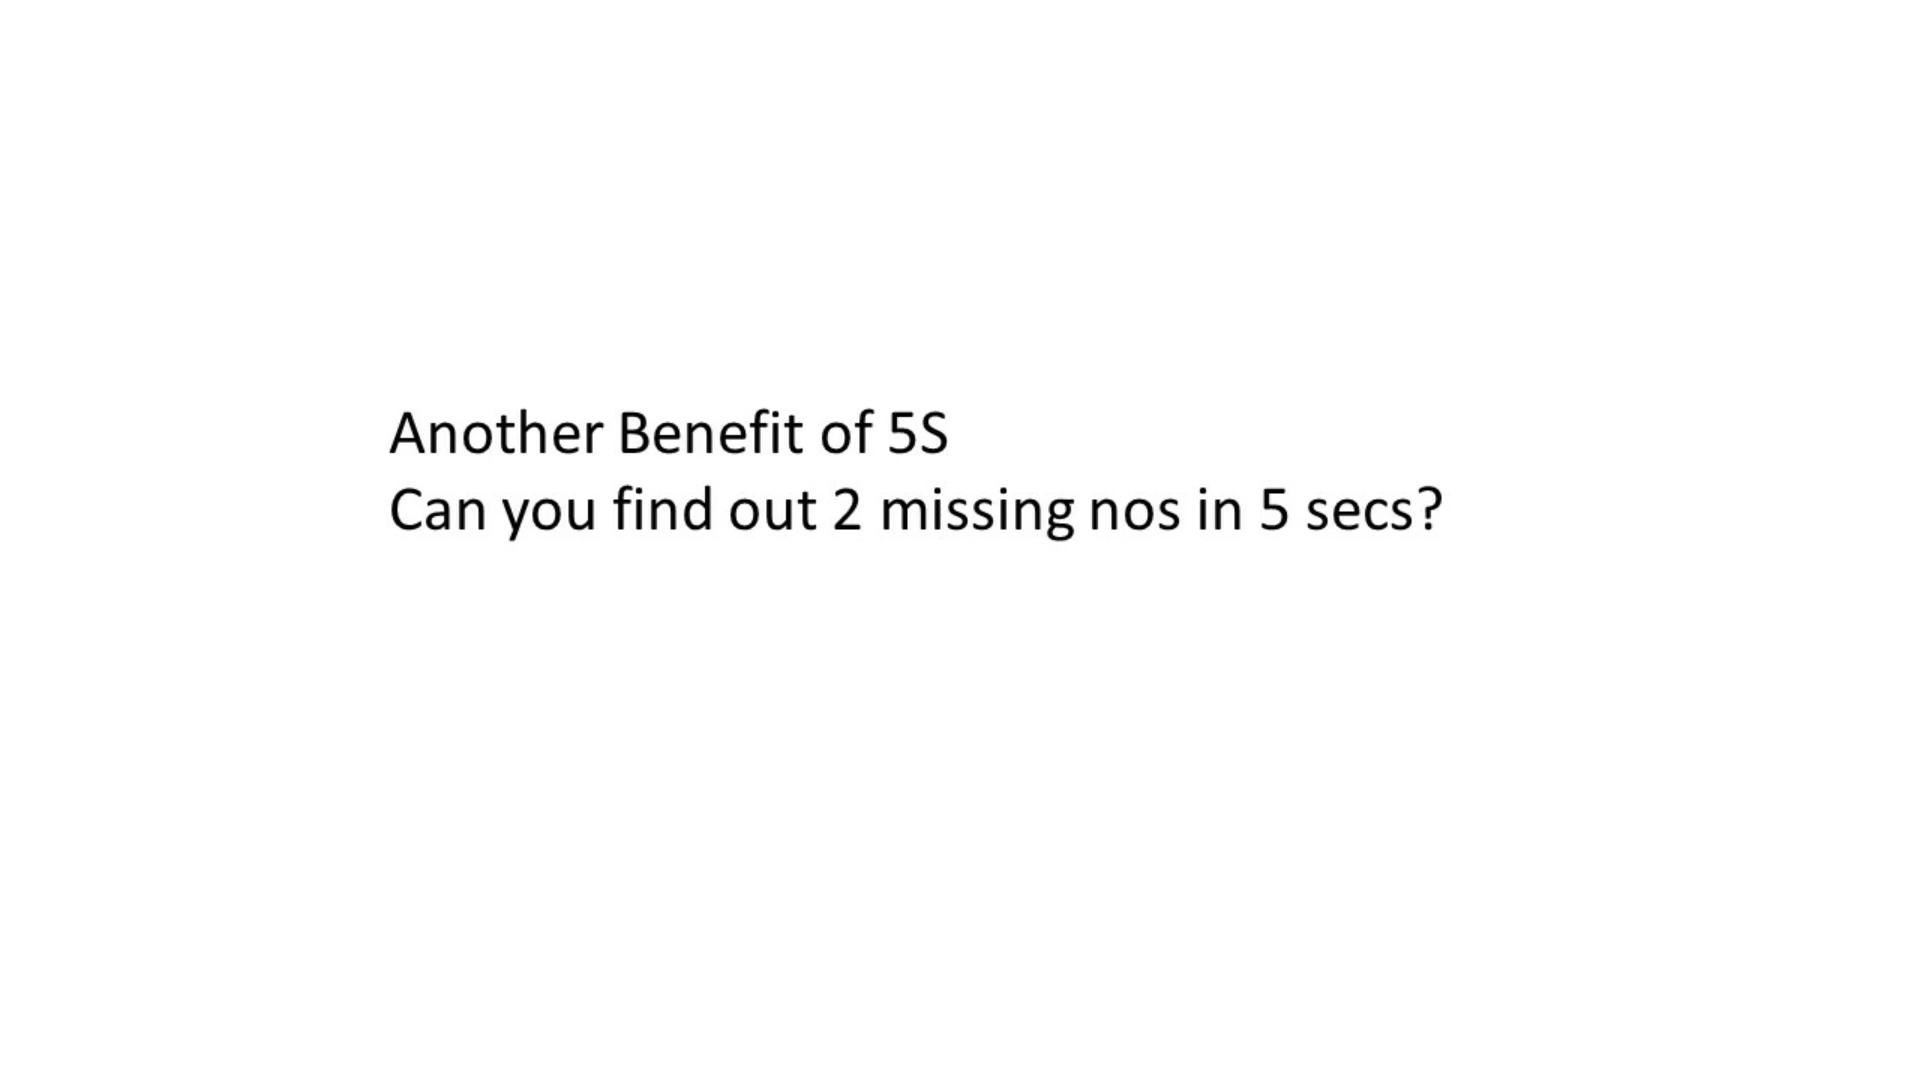 Another Benefit of 5S
Can you find out 2 missing nos in 5 secs?